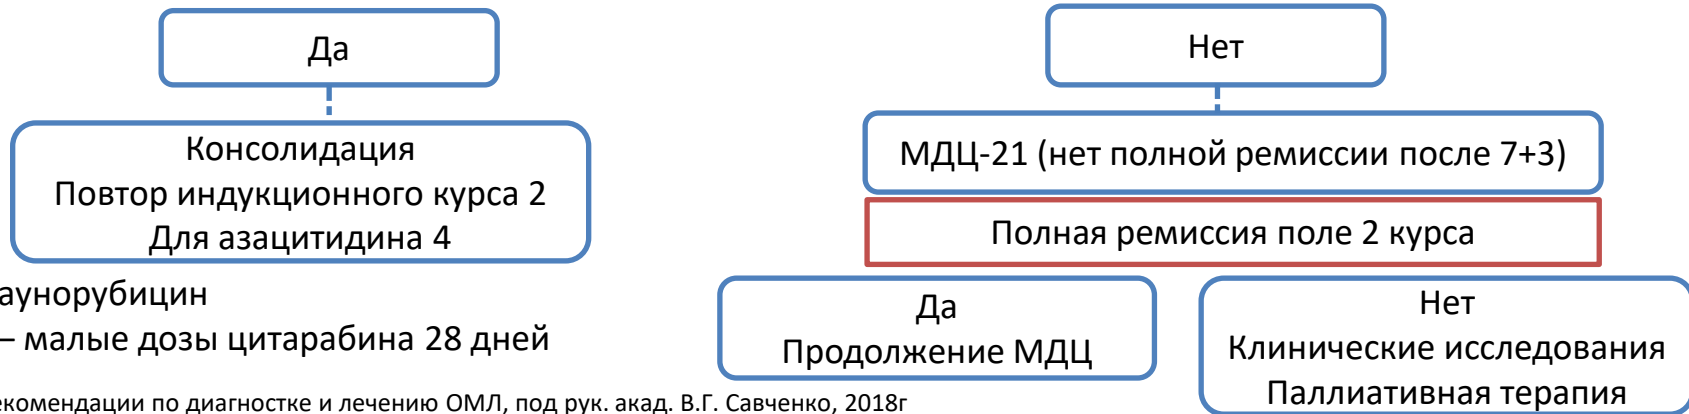 Да
Нет
Консолидация
Повтор индукционного курса 2
Для азацитидина 4
МДЦ-21 (нет полной ремиссии после 7+3)
Полная ремиссия поле 2 курса
аунорубицин
– малые дозы цитарабина 28 дней
Да
Продолжение МДЦ
Нет
Клинические исследования
Паллиативная терапия
екомендации по диагностке и лечению ОМЛ, под рук. акад. В.Г. Савченко, 2018г